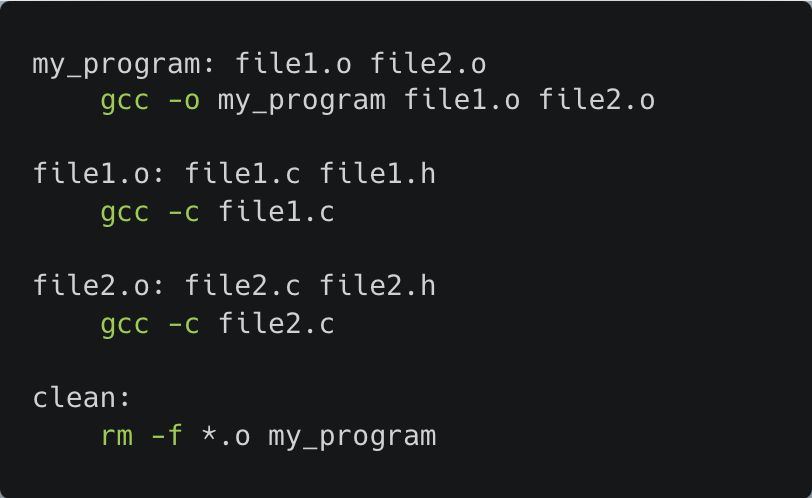 my_program: file1.o file2.o
    gcc -o my_program file1.o file2.o
file1.o: file1.c file1.h
    gcc -c file1.c
file2.o: file2.c file2.h
    gcc -c file2.c
clean:
    rm -f *.o my_program